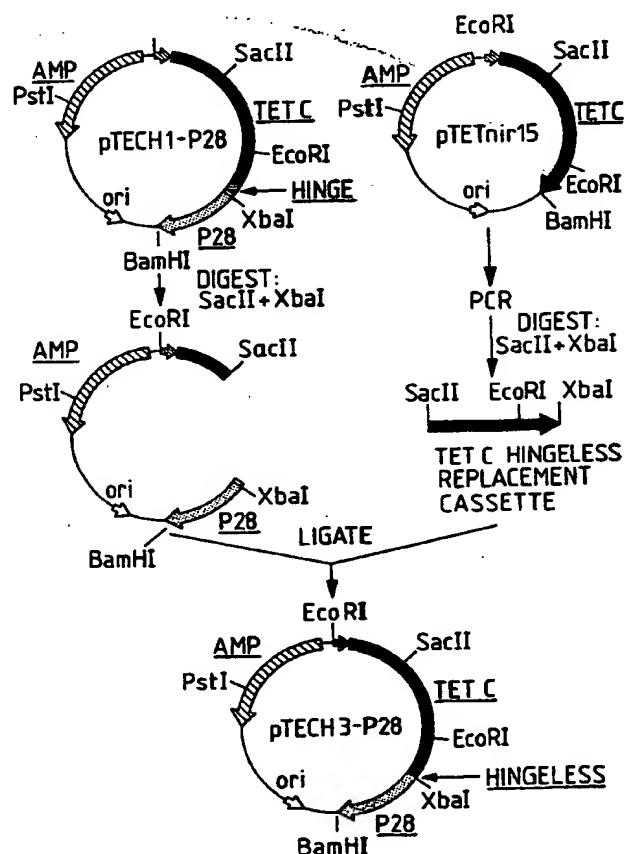 EcoRI
AMP
SacII
PstI
TET C
pTECH1-P28
EcoRI
ori
HINGE
XbaI
P28
BamHI
AMP
SacII
PstI
TETC
pTETnir15
ori
EcoRI
BamHI
DIGEST:
SacII+XbaI
PCR
DIGEST:
SacII+XbaI
EcoRI
AMP
SacII
PstI
ori
XbaI
P28
BamHI
SacII EcoRI XbaI
TET C HINGELESS
REPLACEMENT
CASSETTE
LIGATE
EcoRI
AMP
SacII
PstI
TET C
pTECH3-P28
EcoRI
ori
HINGELESS
XbaI
P28
BamHI